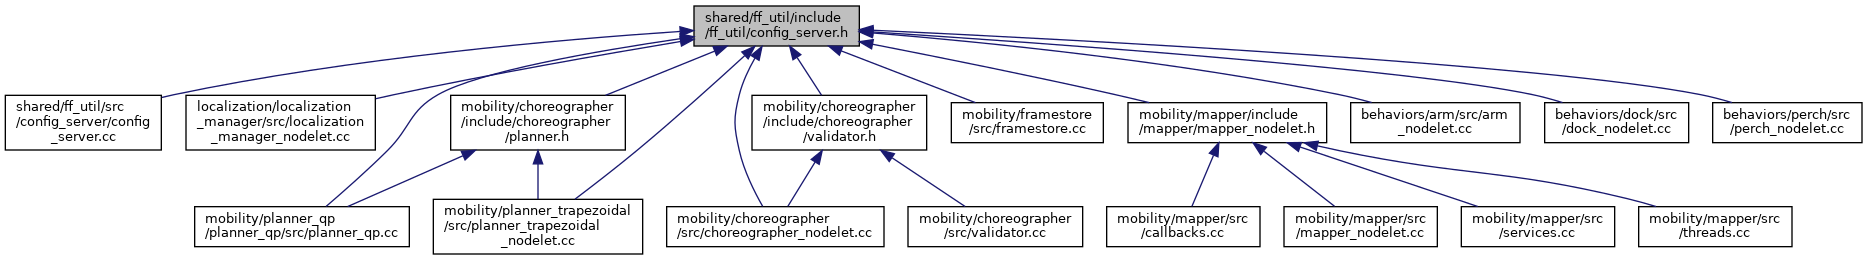 shared/ff_util/include
/ff_util/config_server.h
shared/ff_util/src
/config_server/config
_server.cc
localization/localization
_manager/src/localization
_manager_nodelet.cc
mobility/choreographer
/include/choreographer
/planner.h
mobility/choreographer
/include/choreographer
/validator.h
mobility/framestore
/src/framestore.cc
mobility/mapper/include
/mapper/mapper_nodelet.h
behaviors/arm/src/arm
_nodelet.cc
behaviors/dock/src
/dock_nodelet.cc
behaviors/perch/src
/perch_nodelet.cc
mobility/planner_qp
/planner_qp/src/planner_qp.cc
mobility/planner_trapezoidal
/src/planner_trapezoidal
_nodelet.cc
mobility/choreographer
/src/choreographer_nodelet.cc
mobility/choreographer
/src/validator.cc
mobility/mapper/src
/callbacks.cc
mobility/mapper/src
/mapper_nodelet.cc
mobility/mapper/src
/services.cc
mobility/mapper/src
/threads.cc